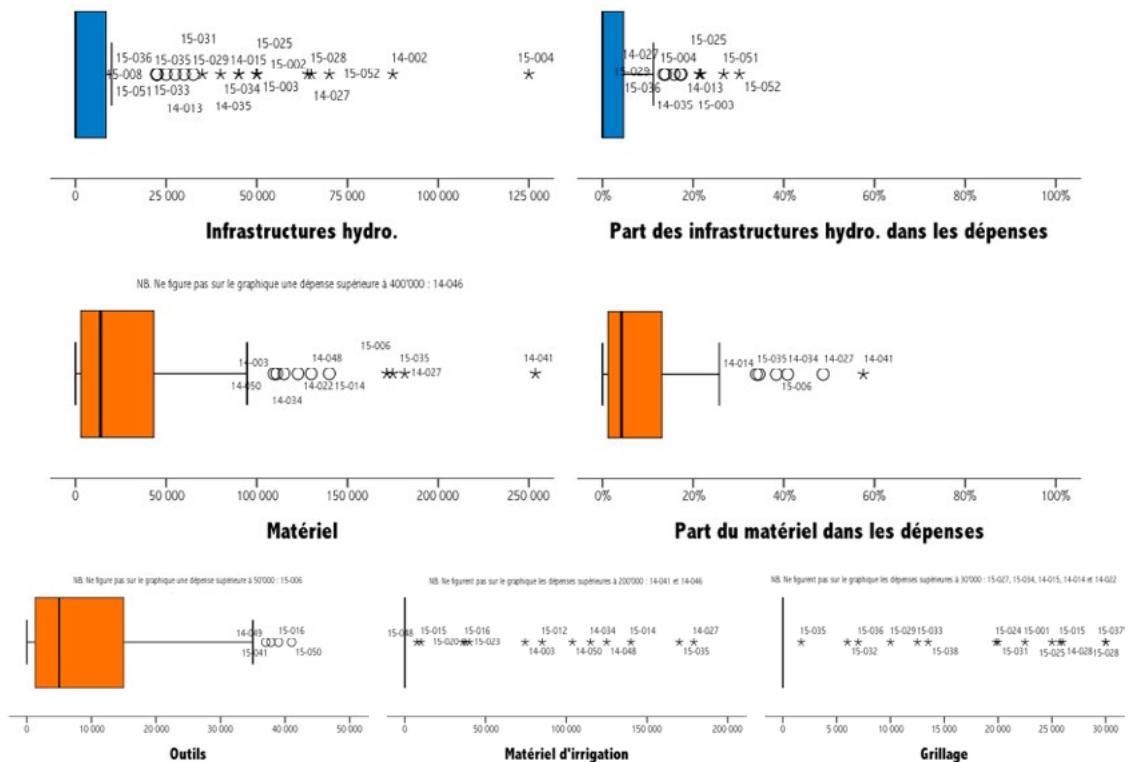 15-031
15-025
15-036 15-035 15-029 14-015 15-002 15-028 14-002 15-004
15-008
15-051 15-033 15-034 15-003 15-052
14-013 14-035 14-027
0 25 000 50 000 75 000 100 000 125 000
Infrastructures hydro.
15-025
14-027 15-004 15-051
15-029
15-036 14-013 15-052
14-035 15-003
0% 20% 40% 60% 80% 100%
Part des infrastructures hydro. dans les dépenses
NB. Ne figure pas sur le graphique une dépense supérieure à 400'000 : 14-046
15-006
14-003 14-048 15-035 14-041
14-027
14-050 14-022 15-014
14-034
0 50 000 100 000 150 000 200 000 250 000
Matériel
14-014 15-035 14-034 14-027 14-041
15-006
0% 20% 40% 60% 80% 100%
Part du matériel dans les dépenses
NB. Ne figure pas sur le graphique une dépense supérieure à 50'000 : 15-006
14-049 15-016
15-041 15-050
0 10 000 20 000 30 000 40 000 50 000
Outils
NB. Ne figurent pas sur le graphique les dépenses supérieures à 200'000 : 14-041 et 14-046
15-048 15-015 15-016 15-012 14-034 15-014 14-027
15-020 15-023 14-003 14-050 14-048 15-035
0 50 000 100 000 150 000 200 000
Matériel d'irrigation
NB. Ne figurent pas sur le graphique les dépenses supérieures à 30'000 : 15-027, 15-034, 14-015, 14-014 et 14-022
15-035 15-036 15-029 15-033 15-024 15-001 15-015 15-037
15-032 15-038 15-031 15-025 14-028 15-028
0 5 000 10 000 15 000 20 000 25 000 30 000
Grillage